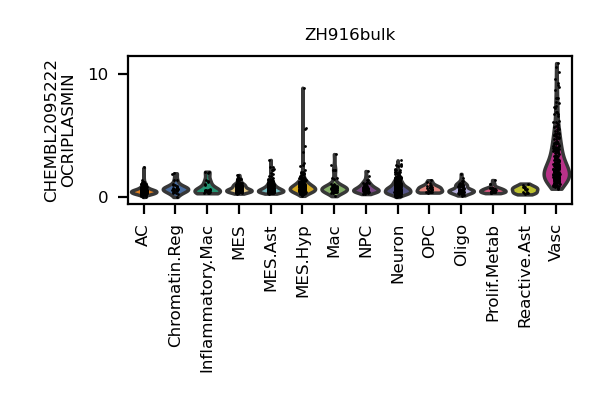 ZH916bulk
CHEMBL2095222
OCRIPLASMIN
10
0
AC
Chromatin.Reg
Inflammatory.Mac
MES
MES.Ast
MES.Hyp
Mac
NPC
Neuron
OPC
Oligo
Prolif.Metab
Reactive.Ast
Vasc